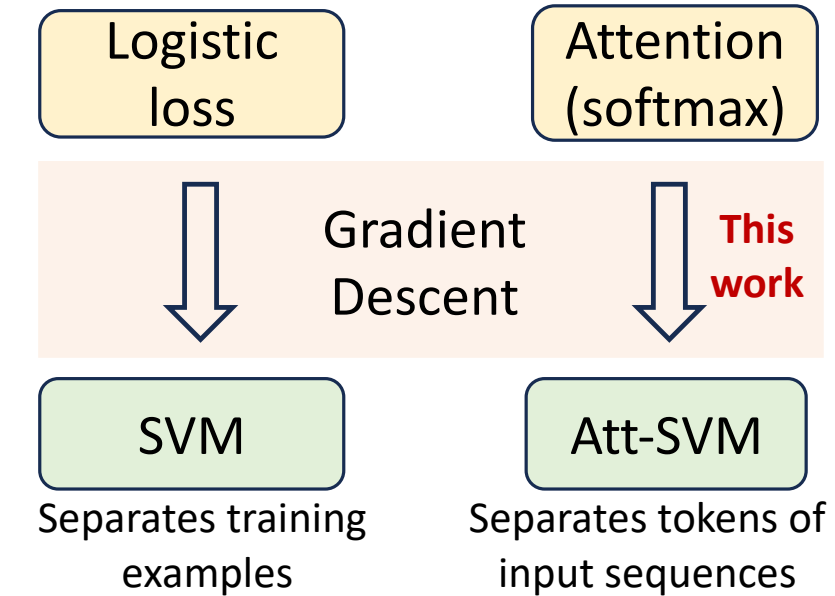 Logistic
loss
Attention
(softmax)
Gradient
Descent
This
work
SVM
Att-SVM
Separates training
examples
Separates tokens of
input sequences